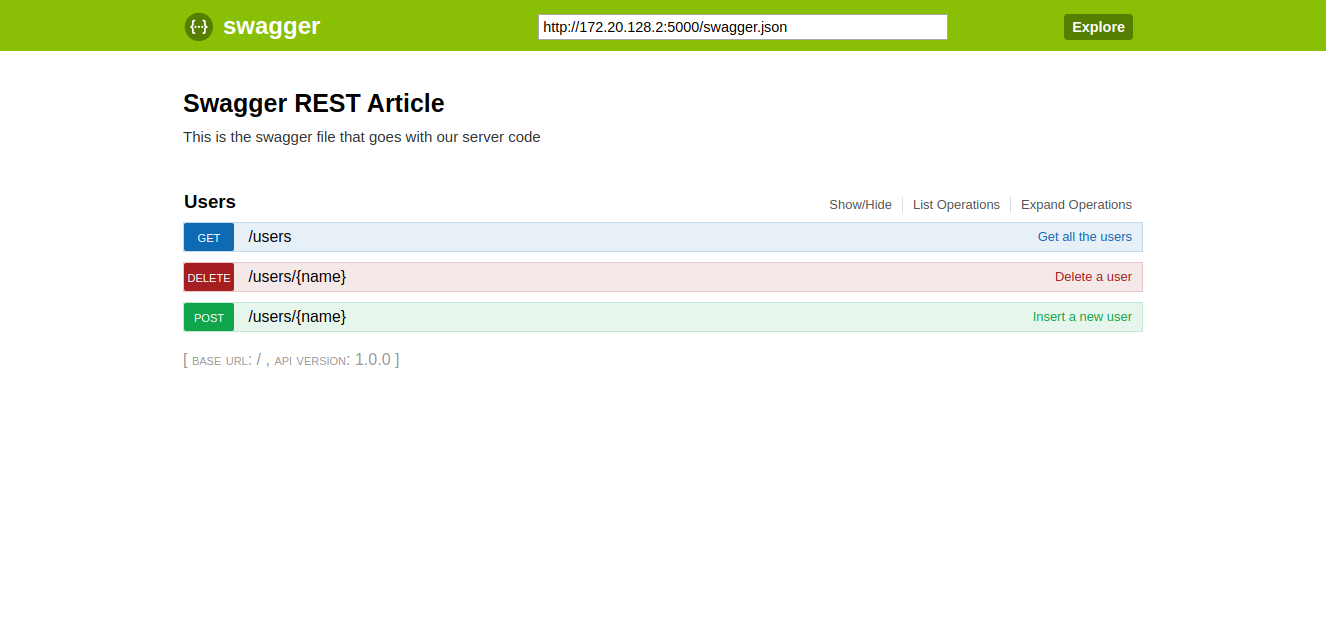 {···} swagger http://172.20.128.2:5000/swagger.json Explore
Swagger REST Article
This is the swagger file that goes with our server code
Users Show/Hide List Operations Expand Operations
GET /users Get all the users
DELETE /users/{name} Delete a user
POST /users/{name} Insert a new user
[ BASE URL: / , API VERSION: 1.0.0 ]